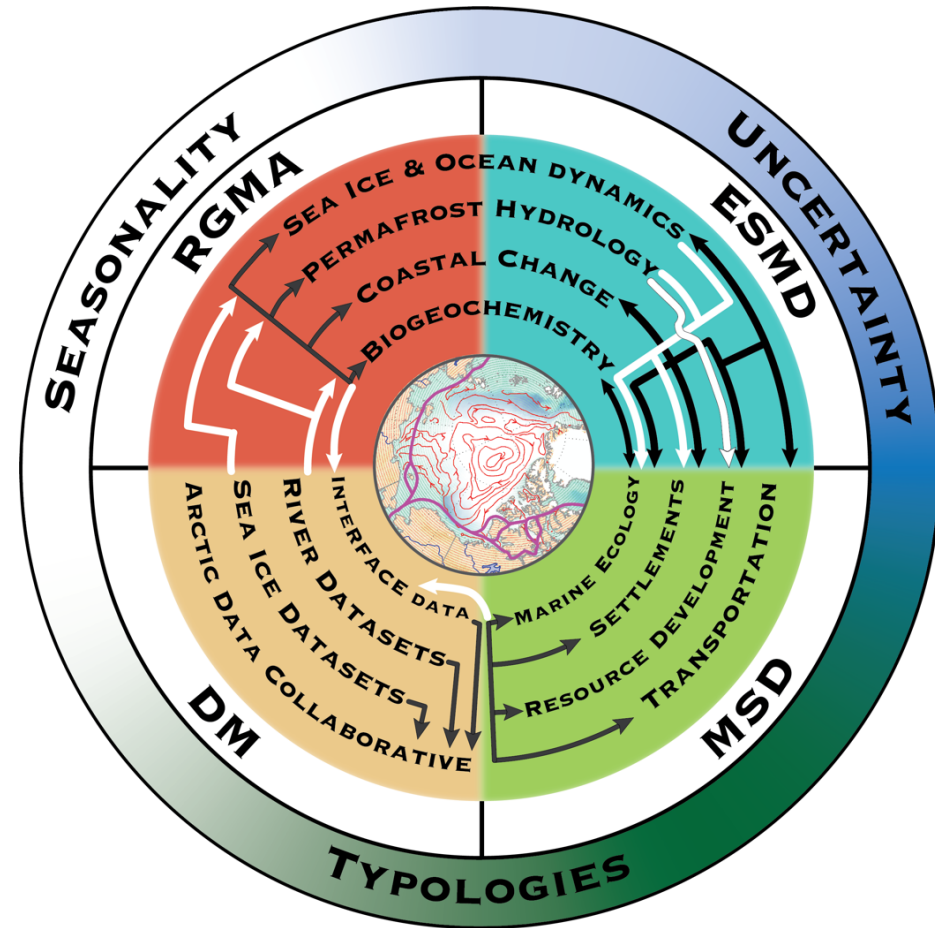 SEASONALITY
UNCERTAINTY
TYPOLOGIES
RGMA
ESMD
DM
MSD
SEA ICE & OCEAN DYNAMICS
PERMAFROST HYDROLOGY
COASTAL CHANGE
BIOGEOCHEMISTRY
INTERFACE DATA
RIVER DATASETS
SEA ICE DATASETS
ARCTIC DATA COLLABORATIVE
MARINE ECOLOGY
SETTLEMENTS
RESOURCE DEVELOPMENT
TRANSPORTATION